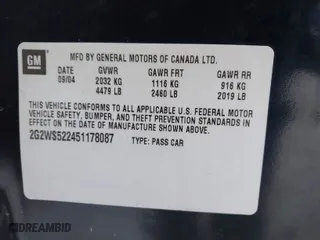 GM
MFD BY GENERAL MOTORS OF CANADA LTD.
DATE GVWR GAWR FRT GAWR RR
09/04 2032 KG 1116 KG 916 KG
4479 LB 2460 LB 2019 LB
THIS VEHICLE CONFORMS TO ALL APPLICABLE U.S. FEDERAL MOTOR
VEHICLE SAFETY, BUMPER, AND THEFT PREVENTION STANDARDS IN
EFFECT ON THE DATE OF MANUFACTURE SHOWN ABOVE.
2G2WS522451178087 TYPE: PASS CAR
© DREAMBID